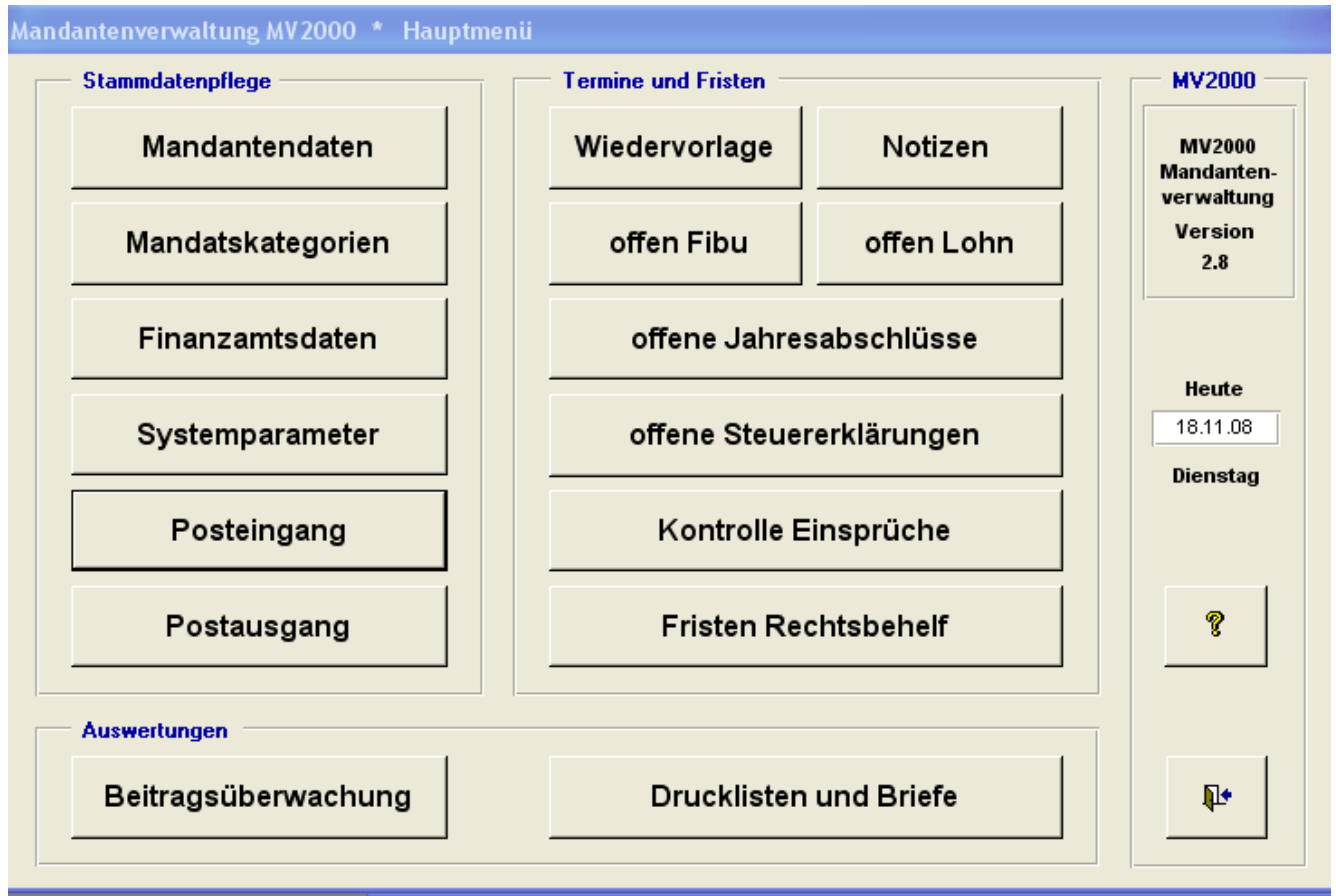 Mandantenverwaltung MV2000 * Hauptmenü
Stammdatenpflege
Mandantendaten
Mandatskategorien
Finanzamtsdaten
Systemparameter
Posteingang
Postausgang
Termine und Fristen
Wiedervorlage
Notizen
offen Fibu
offen Lohn
offene Jahresabschlüsse
offene Steuererklärungen
Kontrolle Einsprüche
Fristen Rechtsbehelf
Auswertungen
Beitragsüberwachung
Drucklisten und Briefe
MV2000
MV2000
Mandanten-
verwaltung
Version
2.8
Heute
18.11.08
Dienstag
?